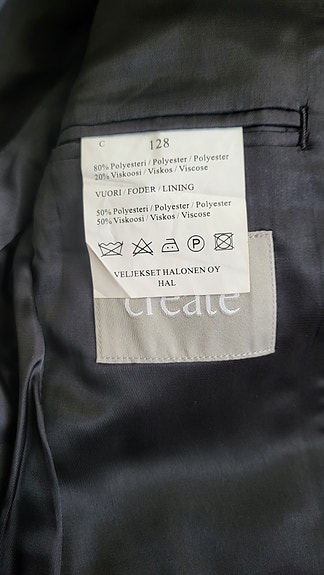 C 128
80% Polyesteri / Polyester / Polyester
20% Viskoosi / Viskos / Viscose
VUORI / FODER / LINING
50% Polyesteri / Polyester / Polyester
50% Viskoosi / Viskos / Viscose
P
VELJEKSET HALONEN OY
HAL
create